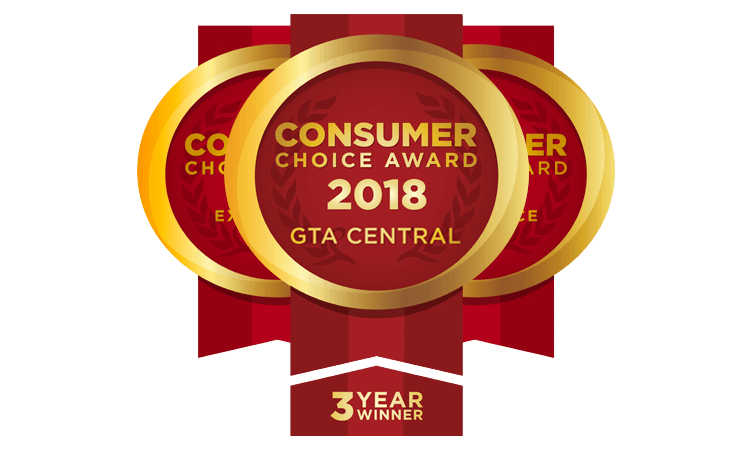 CONSUMER
CHOICE AWARD
2018
GTA CENTRAL
3 YEAR
WINNER